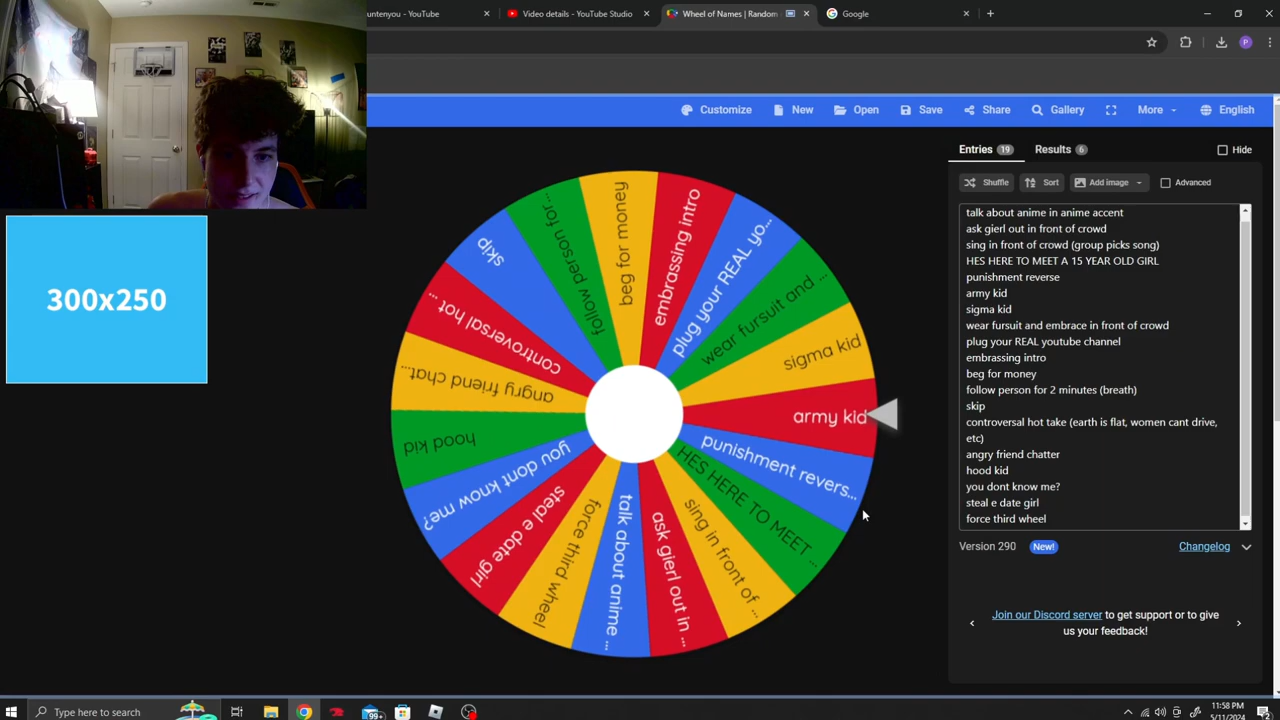 untenyou - YouTube
Video details - YouTube Studio
Wheel of Names | Random
Google
P
Customize
New
Open
Save
Share
Gallery
More
English
Entries 19
Results 6
Hide
Shuffle
Sort
Add image
Advanced
talk about anime in anime accent
ask gierl out in front of crowd
sing in front of crowd (group picks song)
HES HERE TO MEET A 15 YEAR OLD GIRL
punishment reverse
army kid
sigma kid
wear fursuit and embrace in front of crowd
plug your REAL youtube channel
embrassing intro
beg for money
follow person for 2 minutes (breath)
skip
controversal hot take (earth is flat, women cant drive,
etc)
angry friend chatter
hood kid
you dont know me?
steal e date girl
force third wheel
Version 290
New!
Changelog
Join our Discord server to get support or to give
us your feedback!
300x250
beg for money
embrassing intro
plug your REAL yo...
wear fursuit and ...
sigma kid
army kid
punishment revers...
HES HERE TO MEET ...
sing in front of ...
ask gierl out in ...
talk about anime ...
force third wheel
steal e date girl
you dont know me?
hood kid
angry friend chat...
controversal hot ...
skip
follow person for...
Type here to search
99+
11:58 PM
5/11/2024